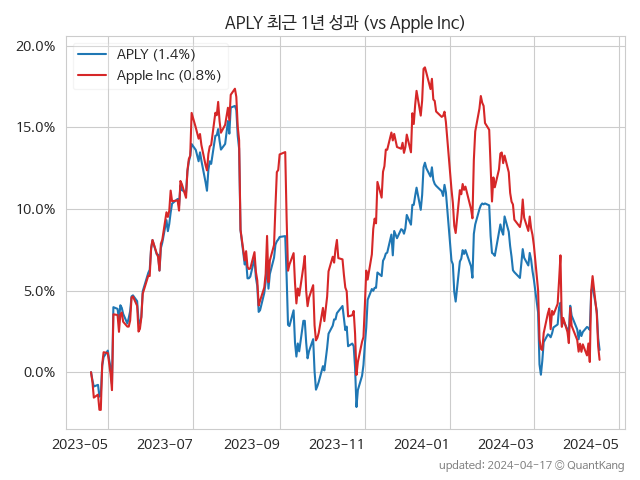 APLY 최근 1년 성과 (vs Apple Inc)
APLY (1.4%)
Apple Inc (0.8%)
20.0%
15.0%
10.0%
5.0%
0.0%
2023-05 2023-07 2023-09 2023-11 2024-01 2024-03 2024-05
updated: 2024-04-17 © QuantKang